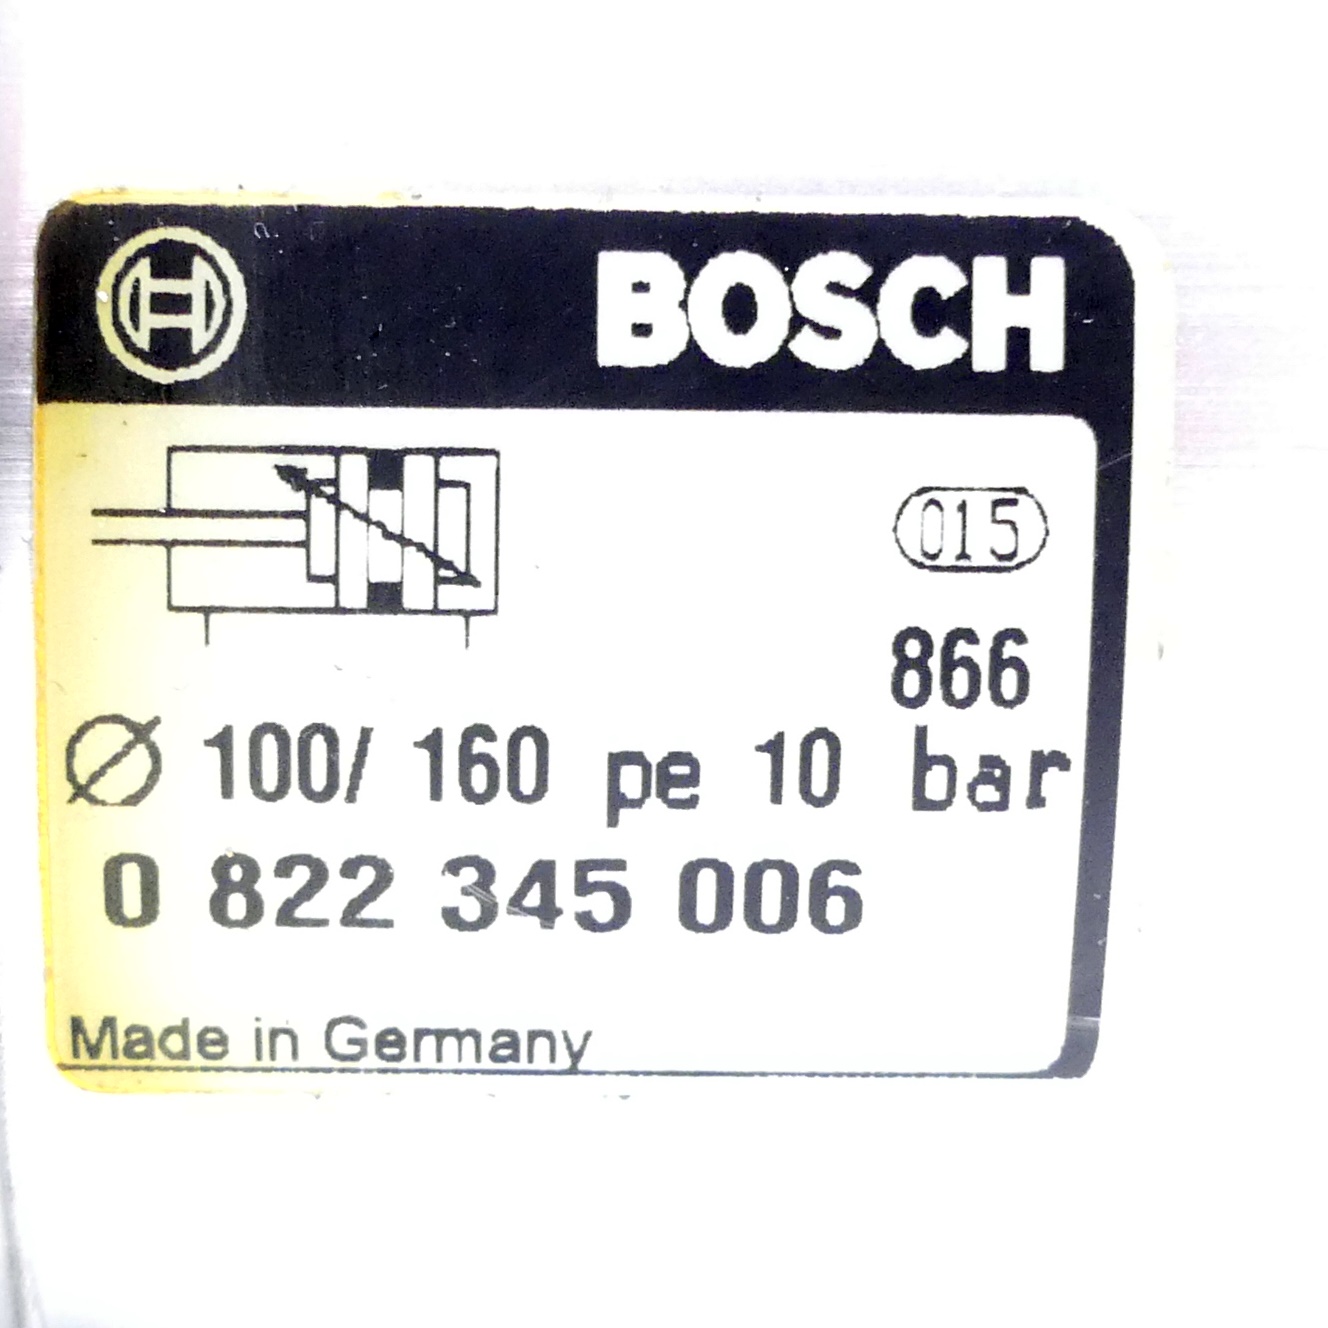 BOSCH
015
866
Ø 100/ 160 pe 10 bar
0 822 345 006
Made in Germany